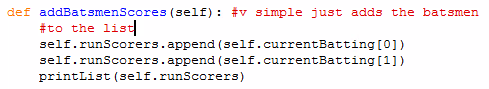 def addBatsmenScores(self): #v simple just adds the batsmen
#to the list
self.runScorers.append(self.currentBatting[0])
self.runScorers.append(self.currentBatting[1])
printList(self.runScorers)